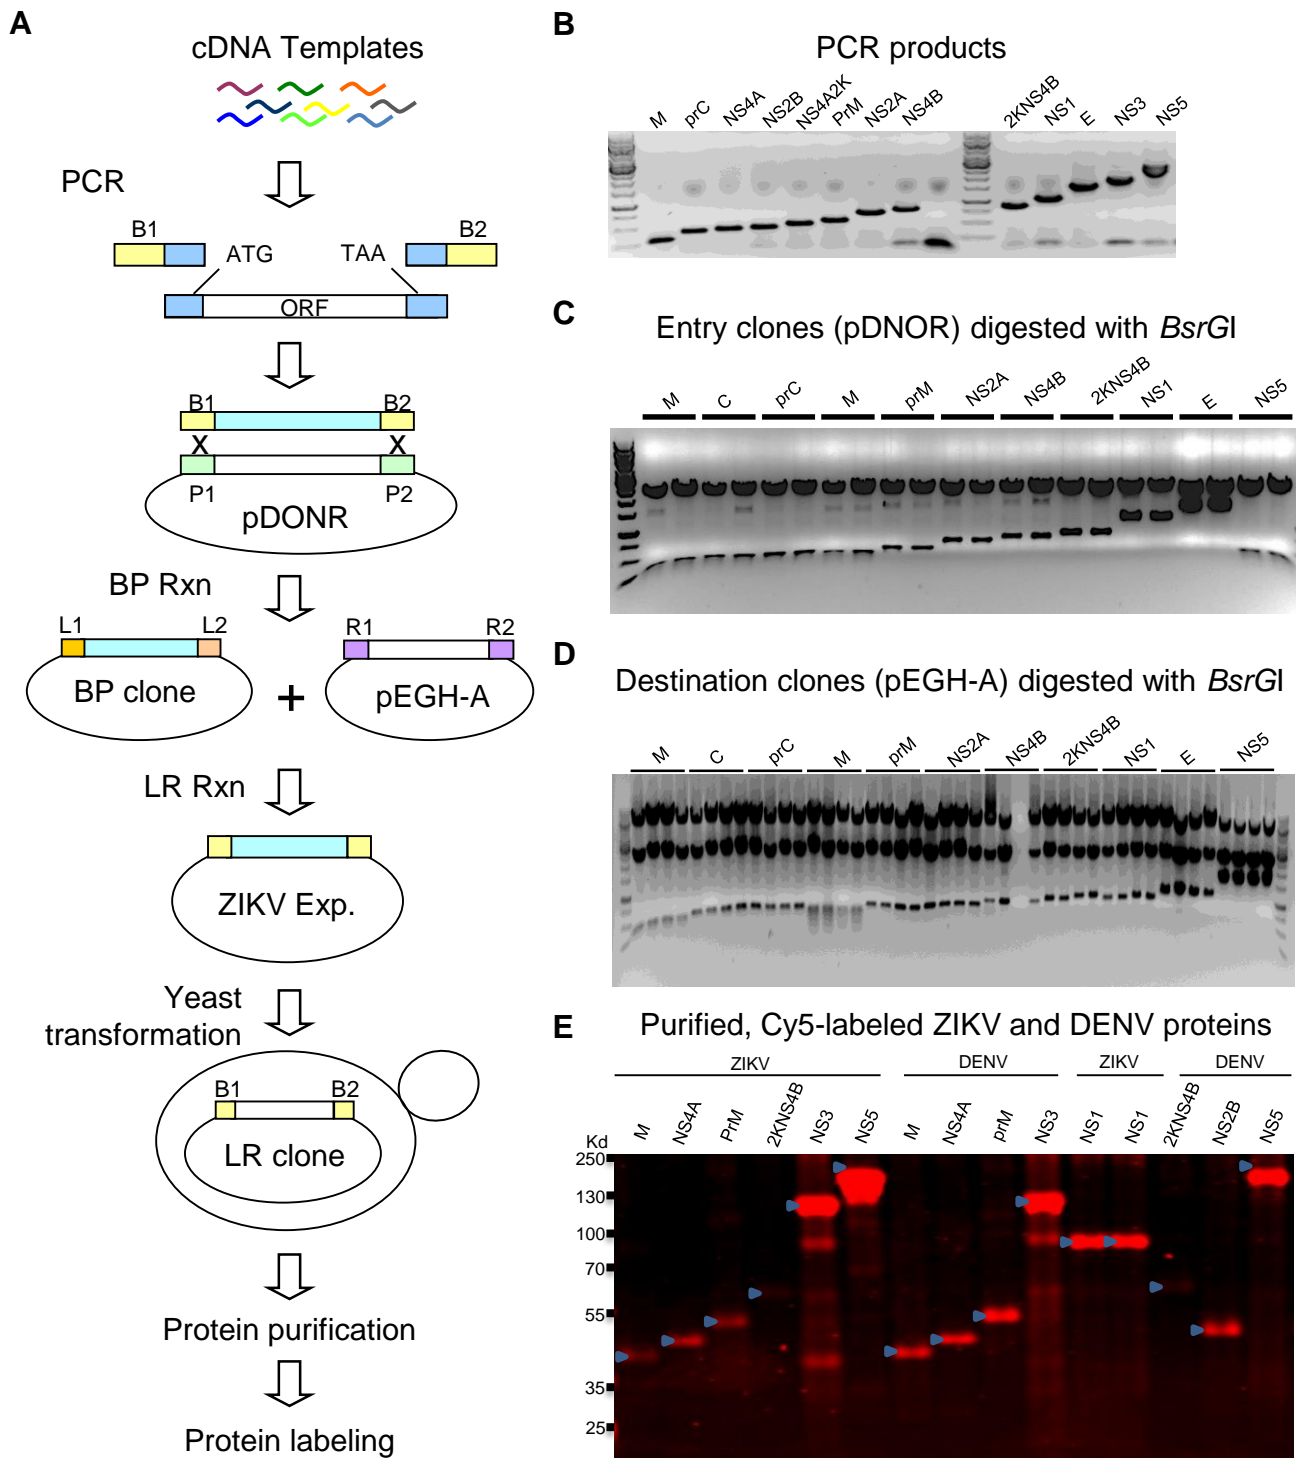 A
cDNA Templates
PCR
B1
B2
ATG
TAA
ORF
B1
B2
X
X
P1
P2
pDONR
BP Rxn
L1
L2
R1
R2
BP clone
+
pEGH-A
LR Rxn
ZIKV Exp.
Yeast
transformation
B1
B2
LR clone
Protein purification
Protein labeling
B
PCR products
M prC NS4A NS2B NS4A2K PrM NS2A NS4B 2KNS4B NS1 E NS3 NS5
C
Entry clones (pDNOR) digested with BsrGI
M C prC M prM NS2A NS4B 2KNS4B NS1 E NS5
D
Destination clones (pEGH-A) digested with BsrGI
M C prC M prM NS2A NS4B 2KNS4B NS1 E NS5
E
Purified, Cy5-labeled ZIKV and DENV proteins
ZIKV DENV ZIKV DENV
M NS4A PrM 2KNS4B NS3 NS5 M NS4A prM NS3 NS1 NS1 2KNS4B NS2B NS5
Kd
250
130
100
70
55
35
25